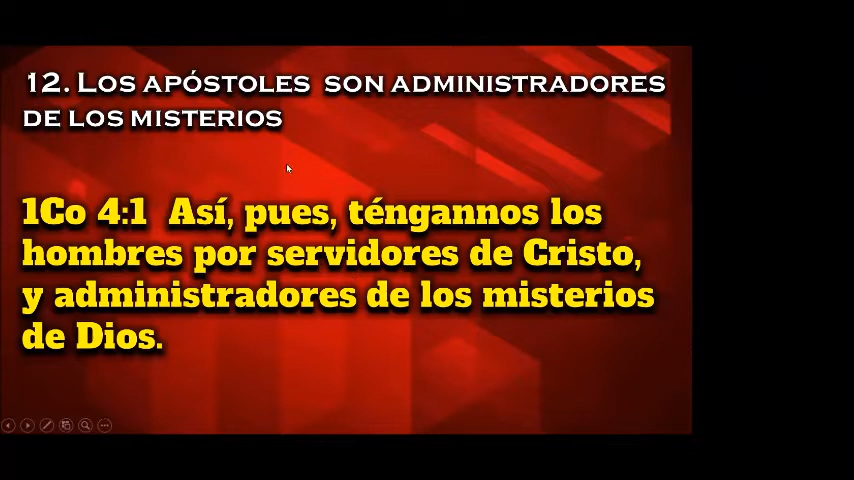 12. Los apóstoles son administradores
de los misterios
1Co 4:1 Así, pues, téngannos los
hombres por servidores de Cristo,
y administradores de los misterios
de Dios.